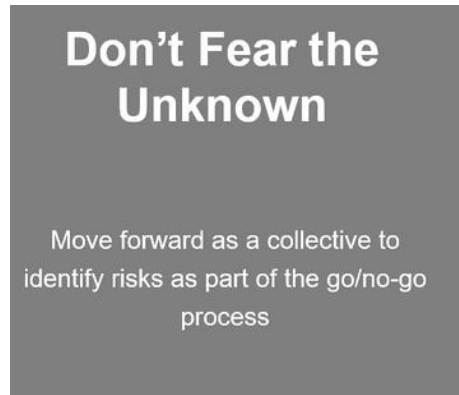 Don’t Fear the
Unknown
Move forward as a collective to
identify risks as part of the go/no-go
process